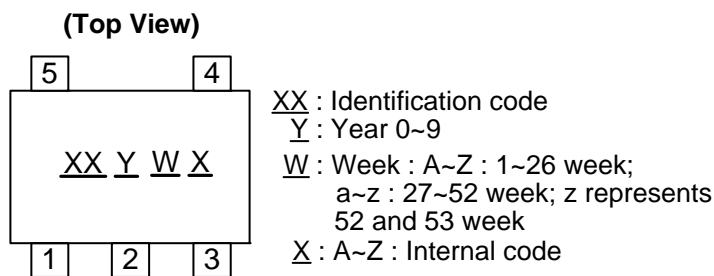 (Top View)
5 4
XX Y W X
1 2 3
XX : Identification code
Y : Year 0~9
W : Week : A~Z : 1~26 week;
a~z : 27~52 week; z represents
52 and 53 week
X : A~Z : Internal code